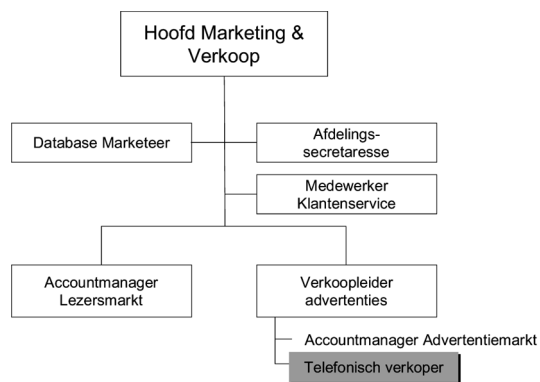 Hoofd Marketing &
Verkoop
Database Marketeer
Afdelings-
secretaresse
Medewerker
Klantenservice
Accountmanager
Lezersmarkt
Verkoopleider
advertenties
Accountmanager Advertentiemarkt
Telefonisch verkoper